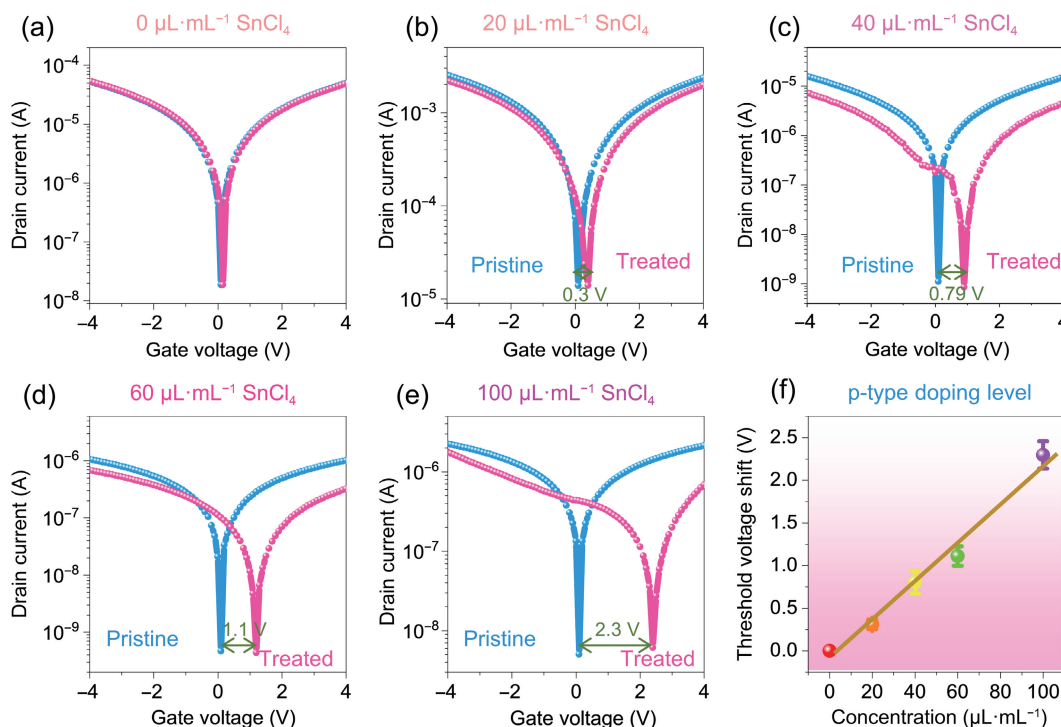 (a)
0 µL·mL⁻¹ SnCl₄
10⁻⁴
10⁻⁵
10⁻⁶
10⁻⁷
10⁻⁸
Drain current (A)
−4 −2 0 2 4
Gate voltage (V)
(b)
20 µL·mL⁻¹ SnCl₄
10⁻³
10⁻⁴
10⁻⁵
Drain current (A)
Pristine
Treated
0.3 V
−4 −2 0 2 4
Gate voltage (V)
(c)
40 µL·mL⁻¹ SnCl₄
10⁻⁵
10⁻⁶
10⁻⁷
10⁻⁸
10⁻⁹
Drain current (A)
Pristine
Treated
0.79 V
−4 −2 0 2 4
Gate voltage (V)
(d)
60 µL·mL⁻¹ SnCl₄
10⁻⁶
10⁻⁷
10⁻⁸
10⁻⁹
Drain current (A)
1.1 V
Pristine
Treated
−4 −2 0 2 4
Gate voltage (V)
(e)
100 µL·mL⁻¹ SnCl₄
10⁻⁶
10⁻⁷
10⁻⁸
Drain current (A)
2.3 V
Pristine
Treated
−4 −2 0 2 4
Gate voltage (V)
(f)
p-type doping level
2.5
2.0
1.5
1.0
0.5
0.0
Threshold voltage shift (V)
0 20 40 60 80 100
Concentration (µL·mL⁻¹)